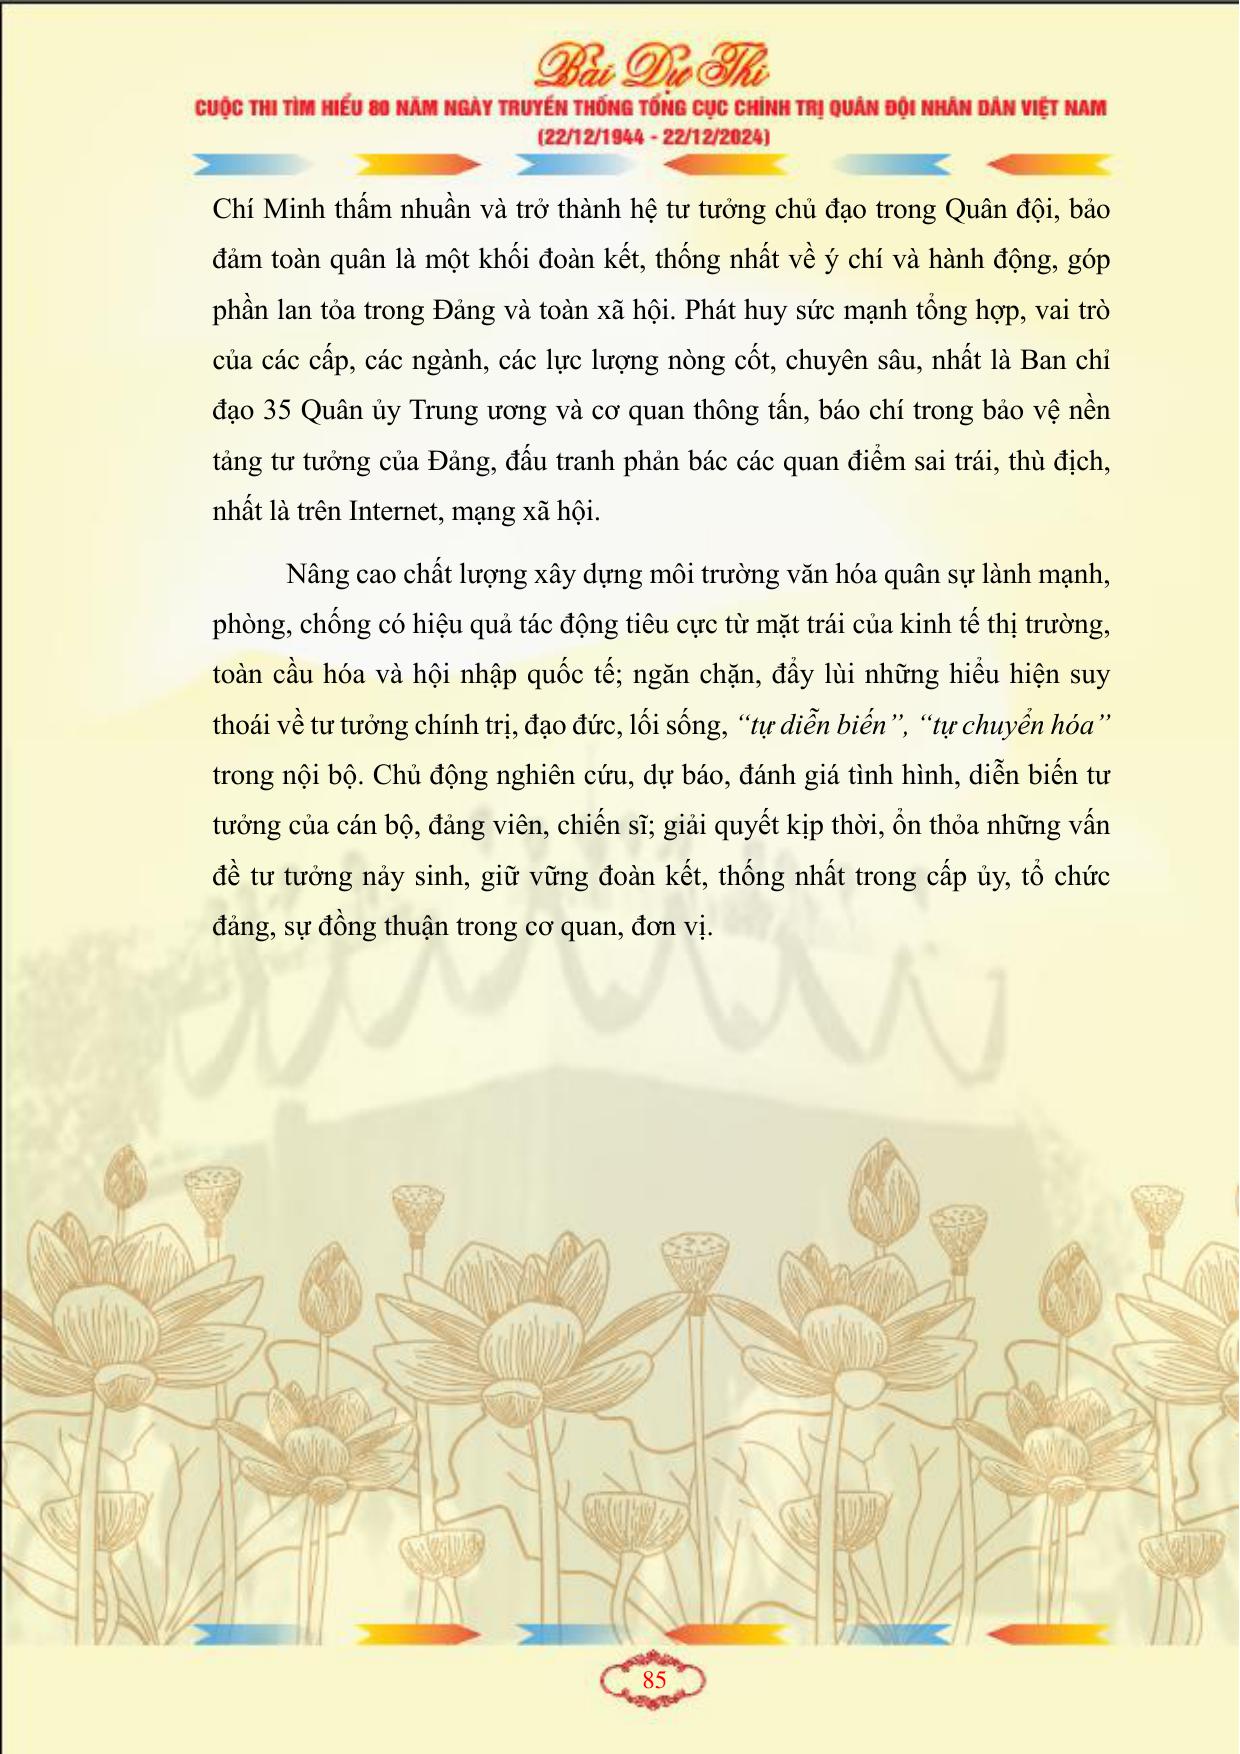 Bài Dự Thi
CUỘC THI TÌM HIỂU 80 NĂM NGÀY TRUYỀN THỐNG TỔNG CỤC CHÍNH TRỊ QUÂN ĐỘI NHÂN DÂN VIỆT NAM
(22/12/1944 - 22/12/2024)
Chí Minh thấm nhuần và trở thành hệ tư tưởng chủ đạo trong Quân đội, bảo
đảm toàn quân là một khối đoàn kết, thống nhất về ý chí và hành động, góp
phần lan tỏa trong Đảng và toàn xã hội. Phát huy sức mạnh tổng hợp, vai trò
của các cấp, các ngành, các lực lượng nòng cốt, chuyên sâu, nhất là Ban chỉ
đạo 35 Quân ủy Trung ương và cơ quan thông tấn, báo chí trong bảo vệ nền
tảng tư tưởng của Đảng, đấu tranh phản bác các quan điểm sai trái, thù địch,
nhất là trên Internet, mạng xã hội.
Nâng cao chất lượng xây dựng môi trường văn hóa quân sự lành mạnh,
phòng, chống có hiệu quả tác động tiêu cực từ mặt trái của kinh tế thị trường,
toàn cầu hóa và hội nhập quốc tế; ngăn chặn, đẩy lùi những hiểu hiện suy
thoái về tư tưởng chính trị, đạo đức, lối sống, “tự diễn biến”, “tự chuyển hóa”
trong nội bộ. Chủ động nghiên cứu, dự báo, đánh giá tình hình, diễn biến tư
tưởng của cán bộ, đảng viên, chiến sĩ; giải quyết kịp thời, ổn thỏa những vấn
đề tư tưởng nảy sinh, giữ vững đoàn kết, thống nhất trong cấp ủy, tổ chức
đảng, sự đồng thuận trong cơ quan, đơn vị.
85